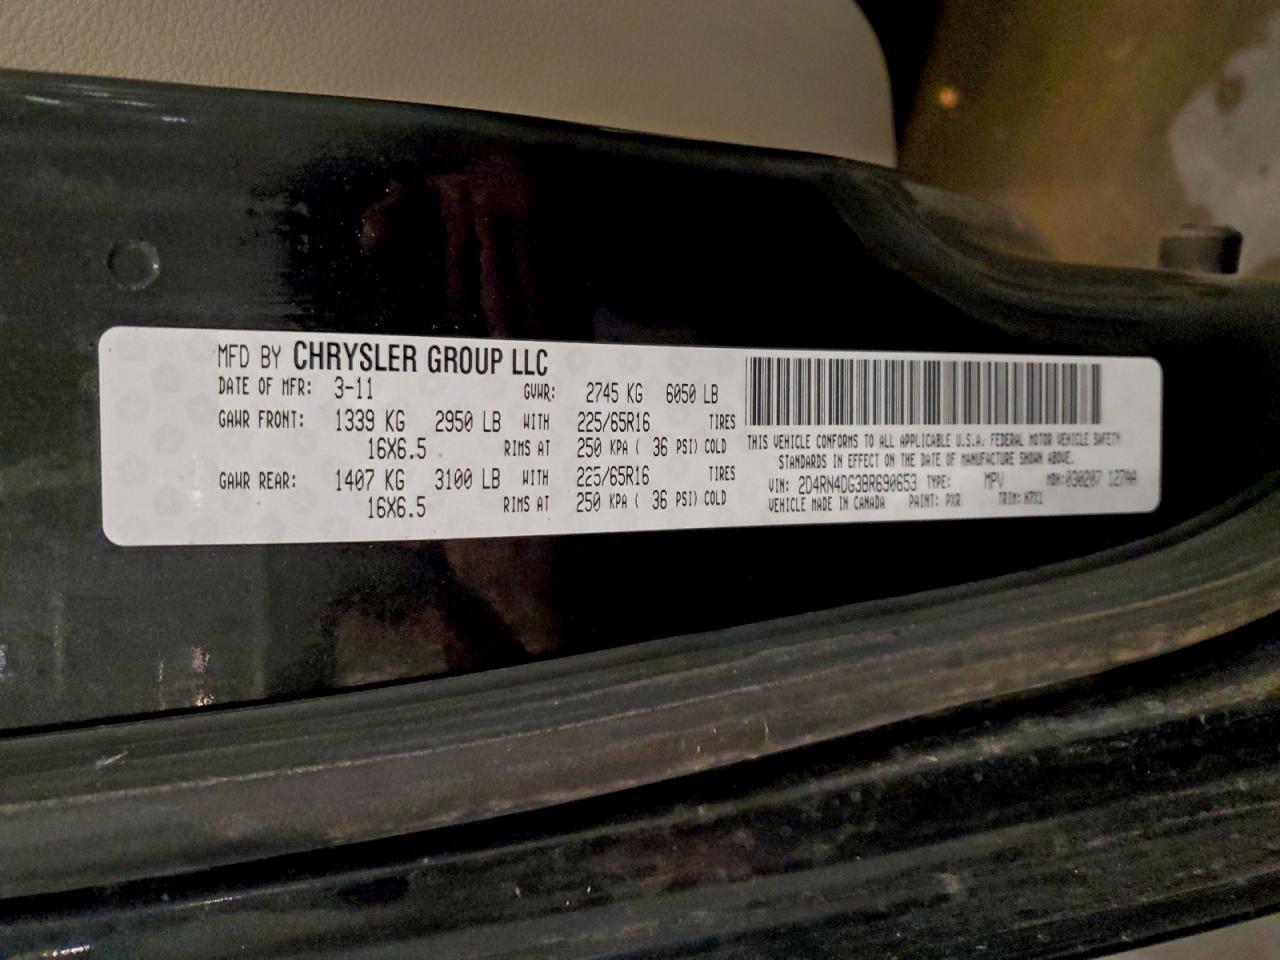 MFD BY CHRYSLER GROUP LLC
DATE OF MFR: 3-11 GVWR: 2745 KG 6050 LB
GAWR FRONT: 1339 KG 2950 LB WITH 225/65R16 TIRES
16X6.5 RIMS AT 250 KPA ( 36 PSI) COLD
GAWR REAR: 1407 KG 3100 LB WITH 225/65R16 TIRES
16X6.5 RIMS AT 250 KPA ( 36 PSI) COLD
THIS VEHICLE CONFORMS TO ALL APPLICABLE U.S.A. FEDERAL MOTOR VEHICLE SAFETY
STANDARDS IN EFFECT ON THE DATE OF MANUFACTURE SHOWN ABOVE.
VIN: 2D4RN4DG3BR690653 TYPE: MPV MDH:030207 127AA
VEHICLE MADE IN CANADA PAINT: PXR TRIM: